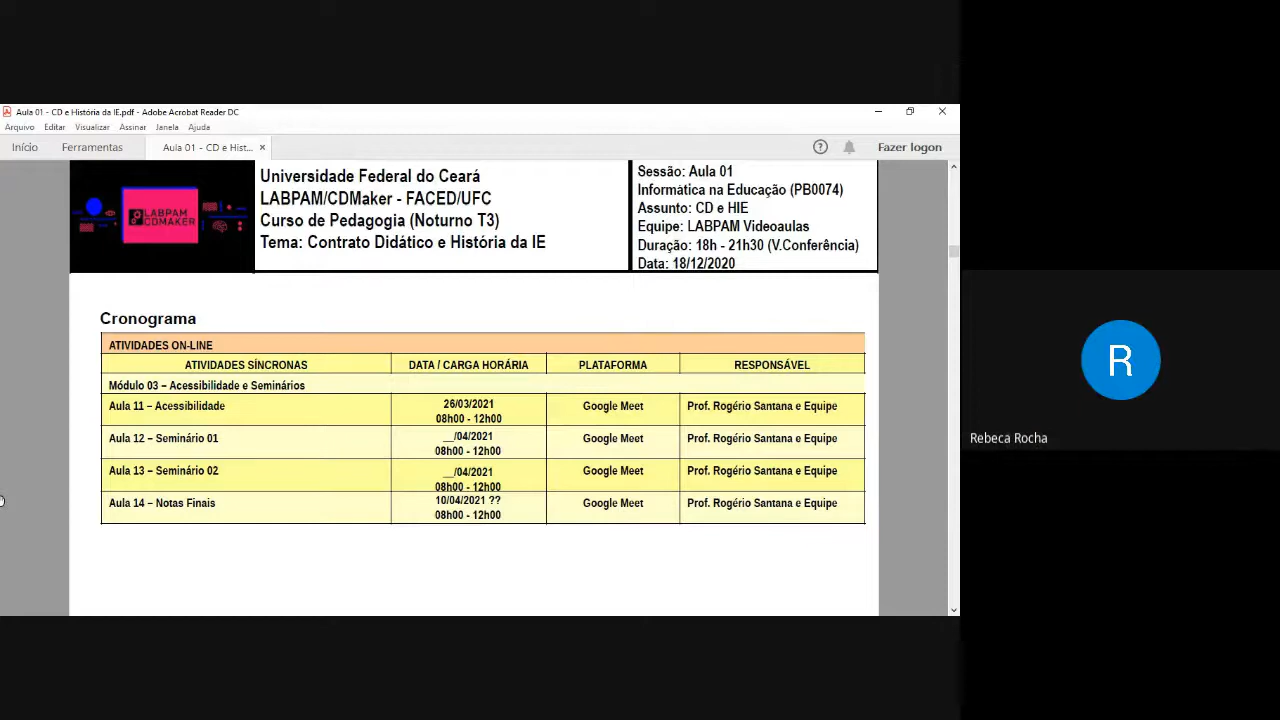 Aula 01 - CD e História da IE.pdf - Adobe Acrobat Reader DC
Arquivo Editar Visualizar Assinar Janela Ajuda
Início Ferramentas Aula 01 - CD e Hist... × ? Fazer logon
LABPAM
CDMAKER
Universidade Federal do Ceará
LABPAM/CDMaker - FACED/UFC
Curso de Pedagogia (Noturno T3)
Tema: Contrato Didático e História da IE
Sessão: Aula 01
Informática na Educação (PB0074)
Assunto: CD e HIE
Equipe: LABPAM Videoaulas
Duração: 18h - 21h30 (V.Conferência)
Data: 18/12/2020
Cronograma
ATIVIDADES ON-LINE
ATIVIDADES SÍNCRONAS DATA / CARGA HORÁRIA PLATAFORMA RESPONSÁVEL
Módulo 03 – Acessibilidade e Seminários
Aula 11 – Acessibilidade 26/03/2021 Google Meet Prof. Rogério Santana e Equipe
08h00 - 12h00
Aula 12 – Seminário 01 __/04/2021 Google Meet Prof. Rogério Santana e Equipe
08h00 - 12h00
Aula 13 – Seminário 02 __/04/2021 Google Meet Prof. Rogério Santana e Equipe
08h00 - 12h00
Aula 14 – Notas Finais 10/04/2021 ?? Google Meet Prof. Rogério Santana e Equipe
08h00 - 12h00
R
Rebeca Rocha